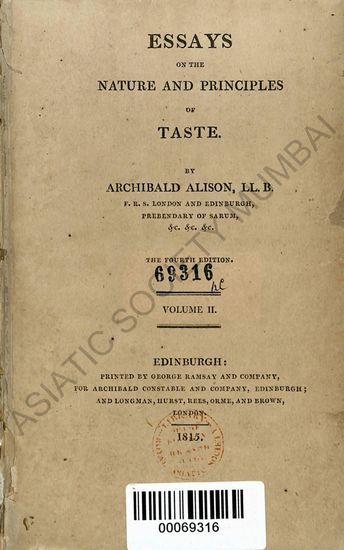 ESSAYS
ON THE
NATURE AND PRINCIPLES
OF
TASTE.
BY
ARCHIBALD ALISON, LL. B.
F. R. S. LONDON AND EDINBURGH,
PREBENDARY OF SARUM,
&c. &c. &c.
THE FOURTH EDITION.
69316
VOLUME II.
EDINBURGH:
PRINTED BY GEORGE RAMSAY AND COMPANY,
FOR ARCHIBALD CONSTABLE AND COMPANY, EDINBURGH;
AND LONGMAN, HURST, REES, ORME, AND BROWN,
LONDON.
1815.
00069316
ASIATIC SOCIETY MUMBAI